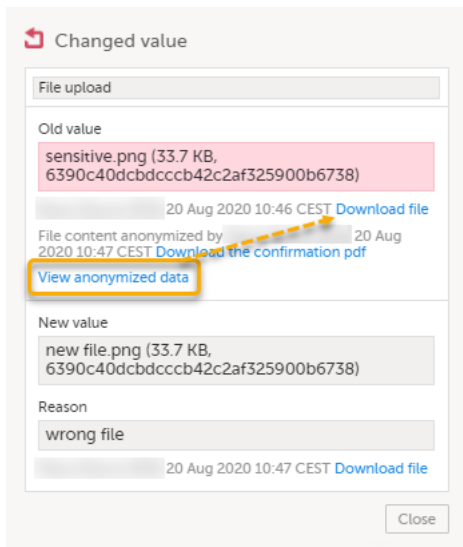 Changed value
File upload
Old value
sensitive.png (33.7 KB,
6390c40dcbdcccb42c2af325900b6738)
20 Aug 2020 10:46 CEST Download file
File content anonymized by 20 Aug
2020 10:47 CEST Download the confirmation pdf
View anonymized data
New value
new file.png (33.7 KB,
6390c40dcbdcccb42c2af325900b6738)
Reason
wrong file
20 Aug 2020 10:47 CEST Download file
Close